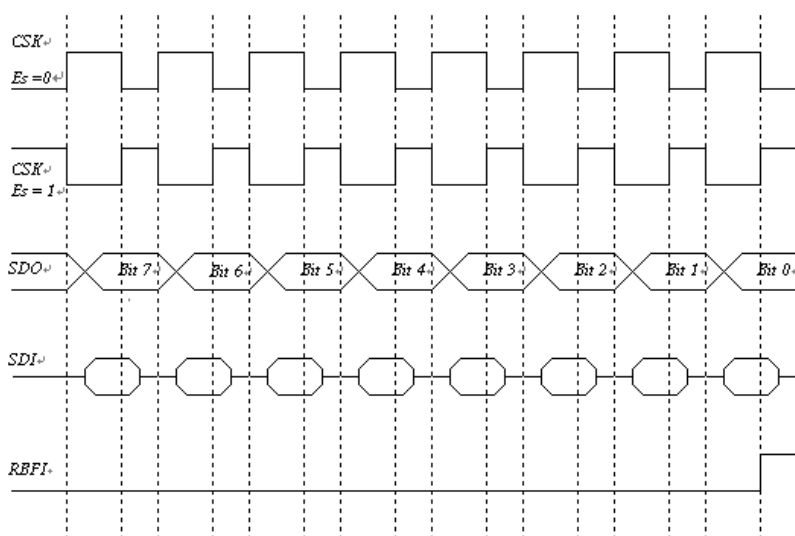 CSK↵
Es =0↵
CSK↵
Es = 1↵
SDO↵ Bit 7↵ Bit 6↵ Bit 5↵ Bit 4↵ Bit 3↵ Bit 2↵ Bit 1↵ Bit 0↵
SDI↵
RBFI↵